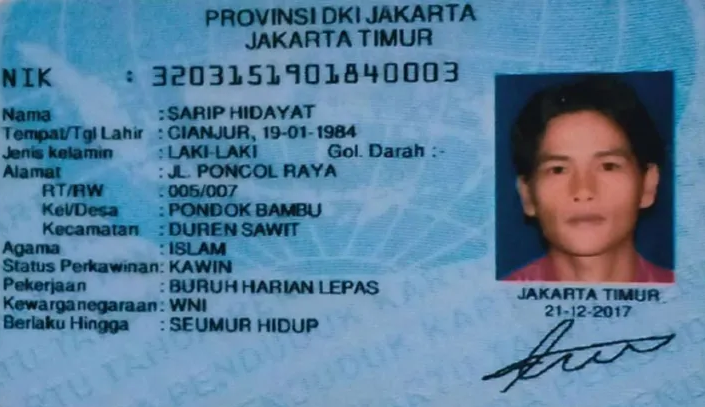 PROVINSI DKI JAKARTA
JAKARTA TIMUR
NIK : 3203151901840003
Nama : SARIP HIDAYAT
Tempat/Tgl Lahir : CIANJUR, 19-01-1984
Jenis kelamin : LAKI-LAKI Gol. Darah :-
Alamat : JL. PONCOL RAYA
RT/RW : 005/007
Kel/Desa : PONDOK BAMBU
Kecamatan : DUREN SAWIT
Agama : ISLAM
Status Perkawinan: KAWIN
Pekerjaan : BURUH HARIAN LEPAS
Kewarganegaraan: WNI
Berlaku Hingga : SEUMUR HIDUP
JAKARTA TIMUR
21-12-2017